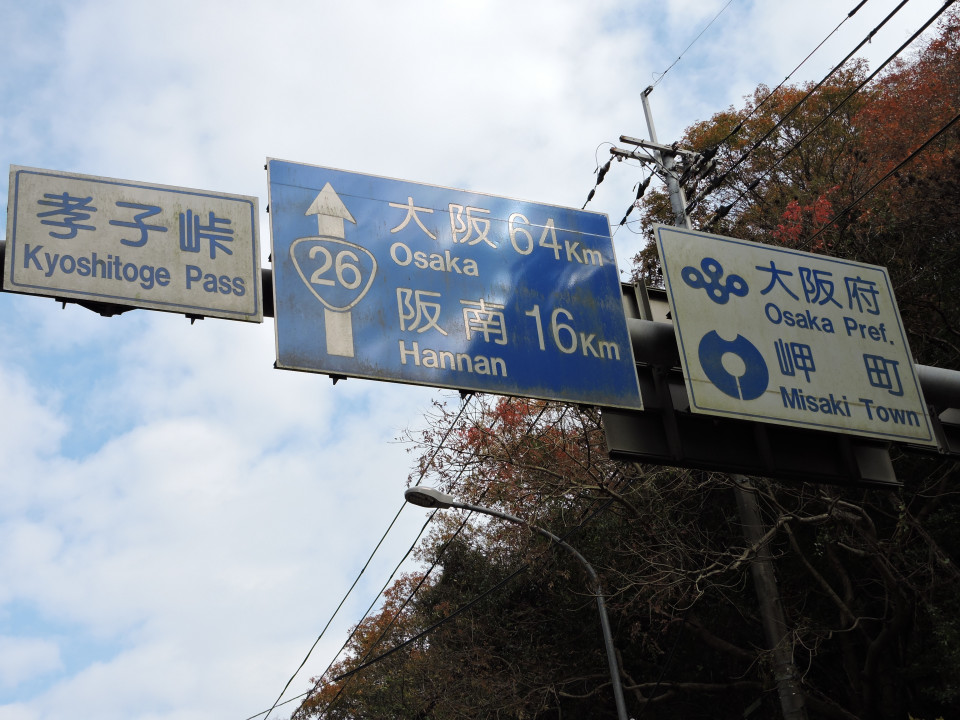 孝子峠
Kyoshitoge Pass
26
大阪 64Km
Osaka
阪南 16Km
Hannan
大阪府
Osaka Pref.
岬町
Misaki Town